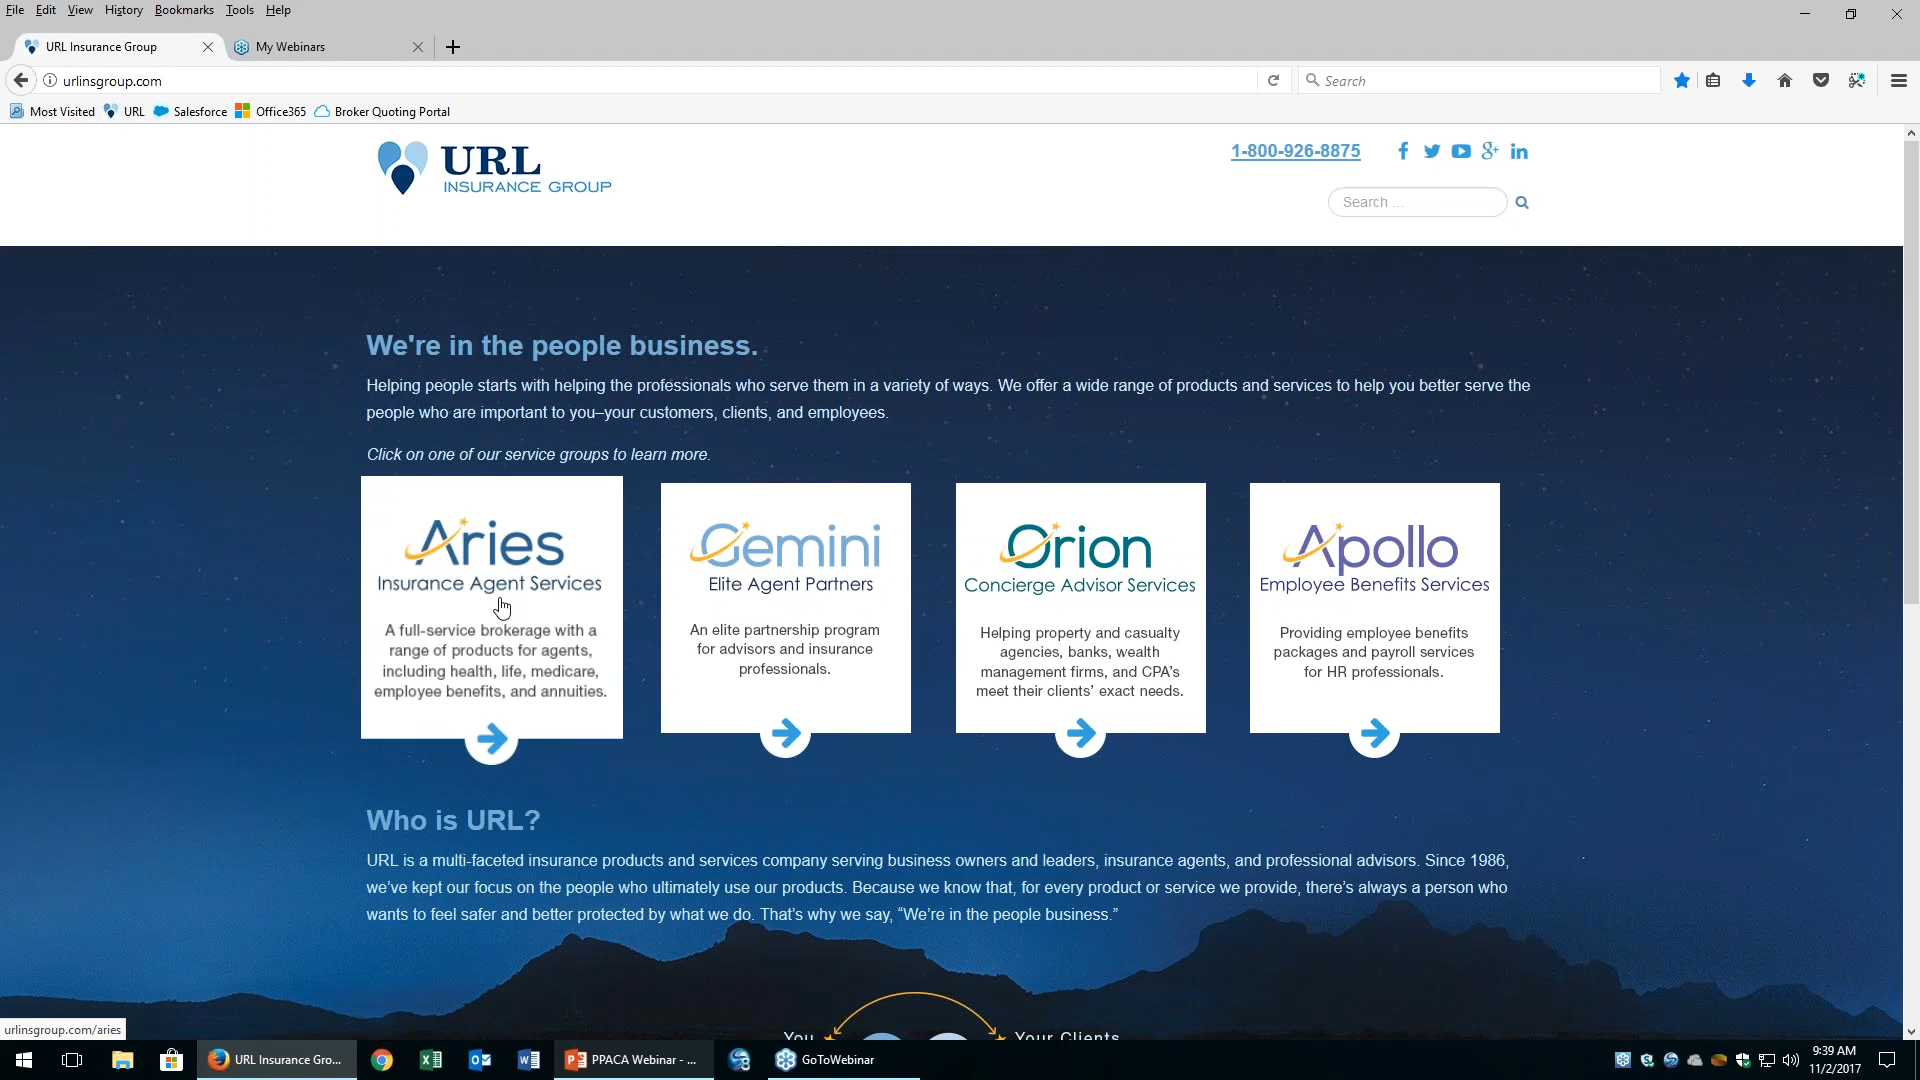 File Edit View History Bookmarks Tools Help
URL Insurance Group
My Webinars
urlinsgroup.com
Search
Most Visited URL Salesforce Office365 Broker Quoting Portal
URL
INSURANCE GROUP
1-800-926-8875
Search ...
We're in the people business.
Helping people starts with helping the professionals who serve them in a variety of ways. We offer a wide range of products and services to help you better serve the
people who are important to you–your customers, clients, and employees.
Click on one of our service groups to learn more.
Aries
Insurance Agent Services
A full-service brokerage with a
range of products for agents,
including health, life, medicare,
employee benefits, and annuities.
Gemini
Elite Agent Partners
An elite partnership program
for advisors and insurance
professionals.
Orion
Concierge Advisor Services
Helping property and casualty
agencies, banks, wealth
management firms, and CPA's
meet their clients' exact needs.
Apollo
Employee Benefits Services
Providing employee benefits
packages and payroll services
for HR professionals.
Who is URL?
URL is a multi-faceted insurance products and services company serving business owners and leaders, insurance agents, and professional advisors. Since 1986,
we've kept our focus on the people who ultimately use our products. Because we know that, for every product or service we provide, there's always a person who
wants to feel safer and better protected by what we do. That's why we say, “We're in the people business.”
You
Your Clients
urlinsgroup.com/aries
URL Insurance Gro...
PPACA Webinar - ...
GoToWebinar
9:39 AM
11/2/2017